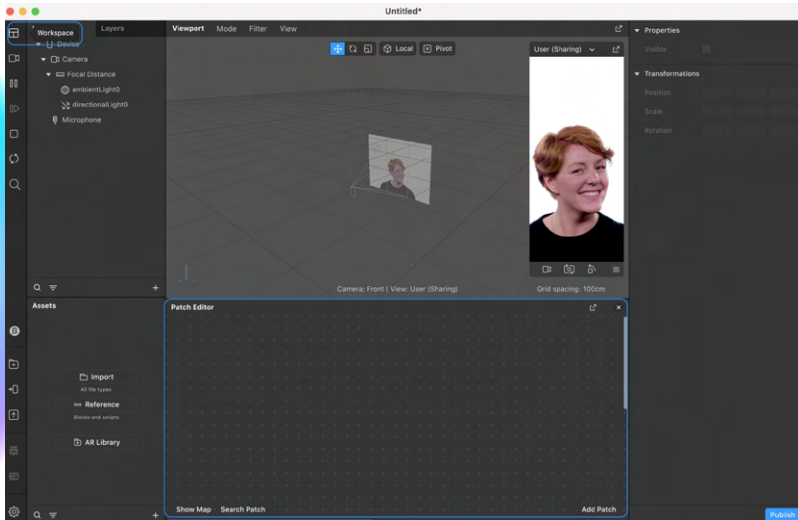 Untitled*
Workspace
Layers
Viewport Mode Filter View
Properties
Device
Local
Pivot
User (Sharing)
Visible
Camera
Transformations
Focal Distance
Position
ambientLight0
Scale
directionalLight0
Rotation
Microphone
Camera: Front | View: User (Sharing)
Grid spacing: 100cm
Assets
Patch Editor
Import
All file types
Reference
Blocks and scripts
AR Library
Show Map Search Patch
Add Patch
Publish